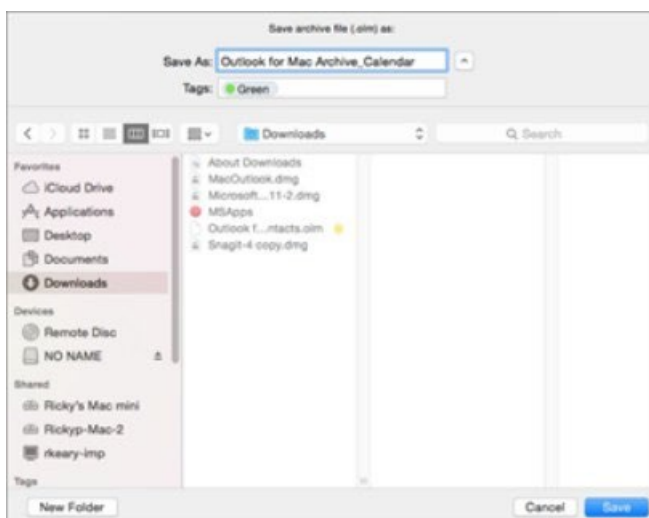 Save archive file (.olm) as:
Save As: Outlook for Mac Archive_Calendar
Tags: Green
Downloads
Search
Favorites
iCloud Drive
Applications
Desktop
Documents
Downloads
Devices
Remote Disc
NO NAME
Shared
Ricky's Mac mini
Rickyp-Mac-2
rkeary-imp
Tags
About Downloads
MacOutlook.dmg
Microsoft...11-2.dmg
MSApps
Outlook f...ntacts.olm
Snagit-4 copy.dmg
New Folder
Cancel
Save